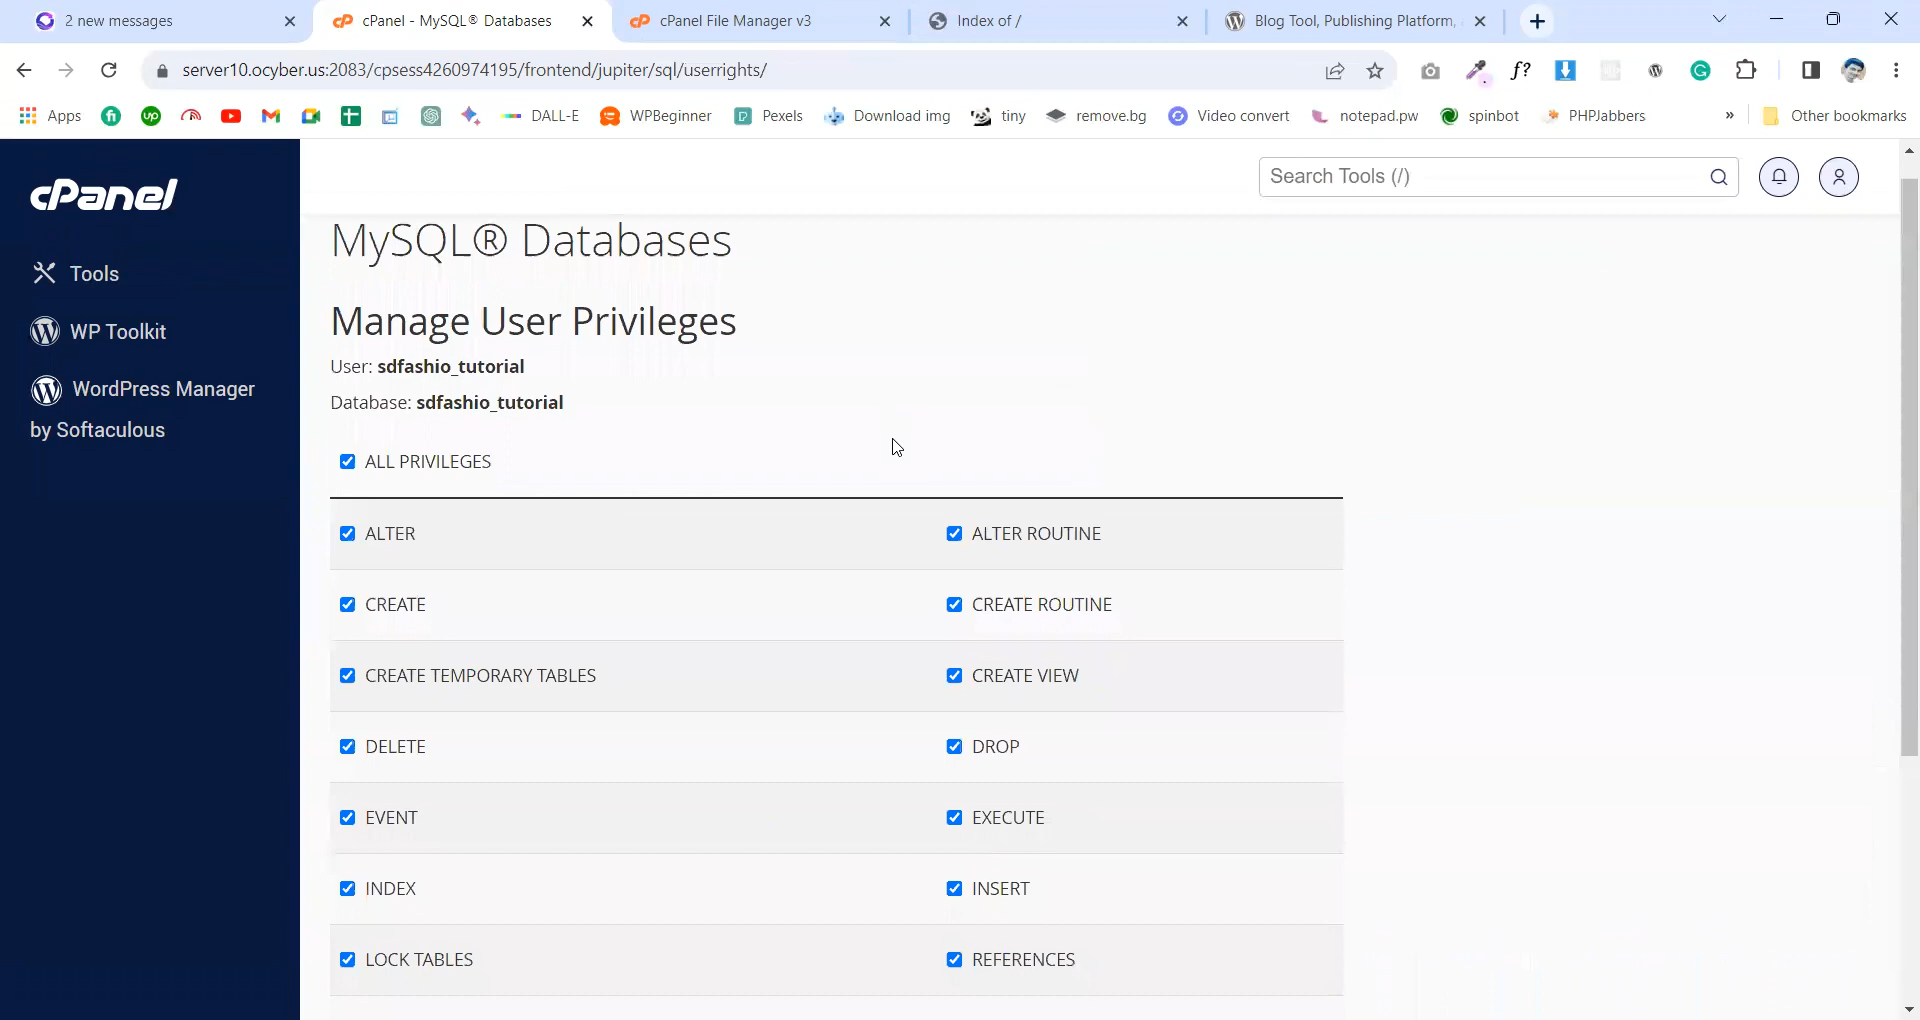 2 new messages
cPanel - MySQL® Databases
cPanel File Manager v3
Index of /
Blog Tool, Publishing Platform,
server10.ocyber.us:2083/cpsess4260974195/frontend/jupiter/sql/userrights/
f?
Apps
fi
up
DALL-E
WPBeginner
Pexels
Download img
tiny
remove.bg
Video convert
notepad.pw
spinbot
PHPJabbers
»
Other bookmarks
cPanel
Search Tools (/)
Tools
WP Toolkit
WordPress Manager
by Softaculous
MySQL® Databases
Manage User Privileges
User: sdfashio_tutorial
Database: sdfashio_tutorial
ALL PRIVILEGES
ALTER
ALTER ROUTINE
CREATE
CREATE ROUTINE
CREATE TEMPORARY TABLES
CREATE VIEW
DELETE
DROP
EVENT
EXECUTE
INDEX
INSERT
LOCK TABLES
REFERENCES